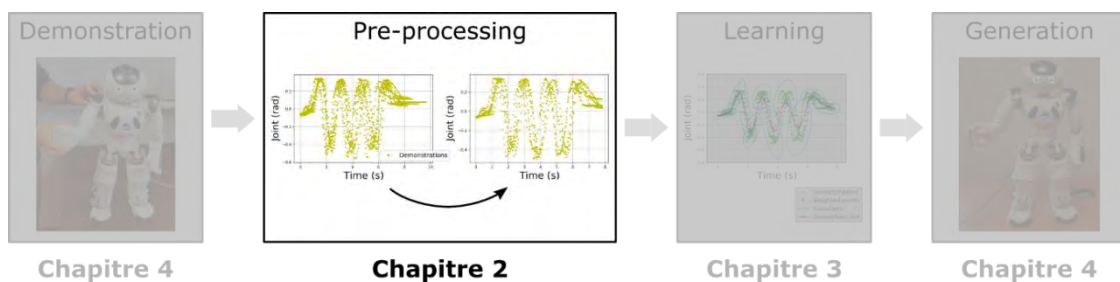 Demonstration
Pre-processing
Learning
Generation
Joint (rad)
Demonstrations
Time (s)
Joint (rad)
Time (s)
Joint (rad)
Time (s)
Chapitre 4
Chapitre 2
Chapitre 3
Chapitre 4